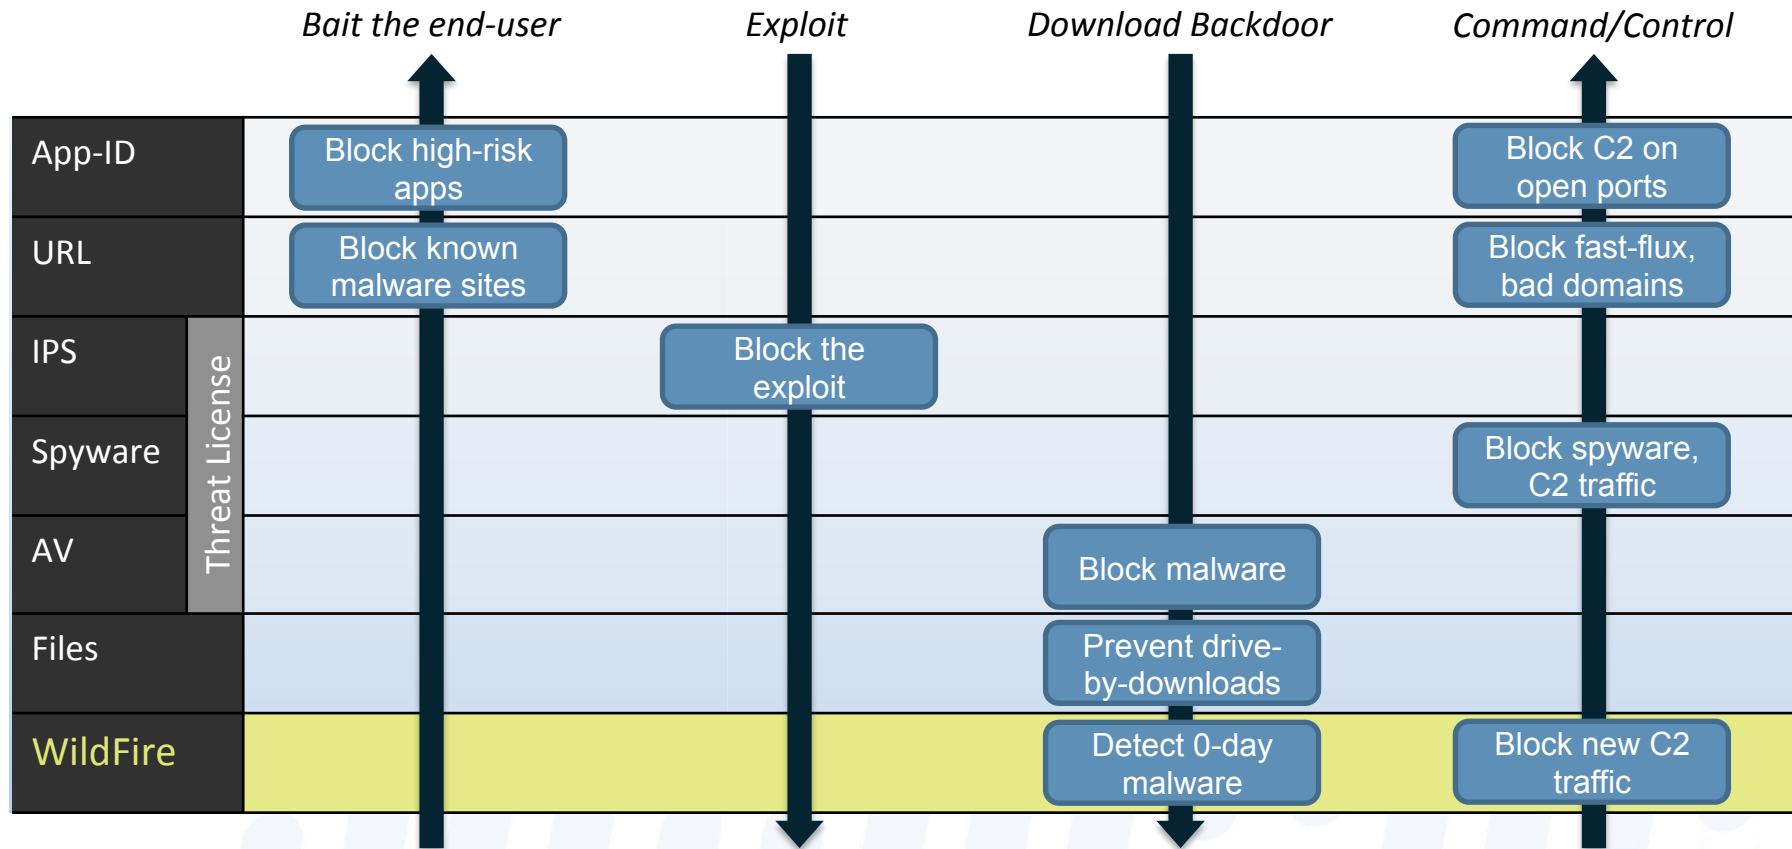 Bait the end-user
Exploit
Download Backdoor
Command/Control
App-ID
Block high-risk
apps
Block C2 on
open ports
URL
Block known
malware sites
Block fast-flux,
bad domains
Threat License
IPS
Block the
exploit
Spyware
Block spyware,
C2 traffic
AV
Block malware
Files
Prevent drive-
by-downloads
WildFire
Detect 0-day
malware
Block new C2
traffic